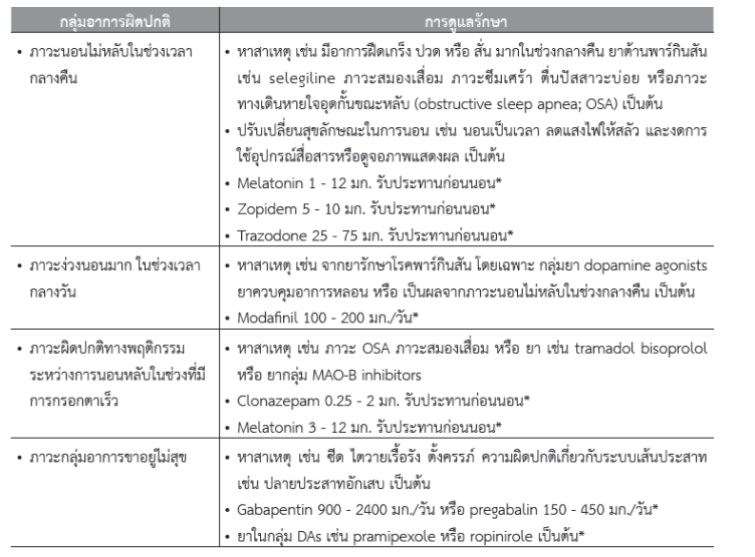 กลุ่มอาการผิดปกติ
การดูแลรักษา
• ภาวะนอนไม่หลับในช่วงเวลา
กลางคืน
• หาสาเหตุ เช่น มีอาการฝืดเกร็ง ปวด หรือ สั่น มากในช่วงกลางคืน ยาต้านพาร์กินสัน
เช่น selegiline ภาวะสมองเสื่อม ภาวะซึมเศร้า ตื่นปัสสาวะบ่อย หรือภาวะ
ทางเดินหายใจอุดกั้นขณะหลับ (obstructive sleep apnea; OSA) เป็นต้น
• ปรับเปลี่ยนสุขลักษณะในการนอน เช่น นอนเป็นเวลา ลดแสงไฟให้สลัว และงดการ
ใช้อุปกรณ์สื่อสารหรือดูจอภาพแสดงผล เป็นต้น
• Melatonin 1 - 12 มก. รับประทานก่อนนอน*
• Zopidem 5 - 10 มก. รับประทานก่อนนอน*
• Trazodone 25 - 75 มก. รับประทานก่อนนอน*
• ภาวะง่วงนอนมาก ในช่วงเวลา
กลางวัน
• หาสาเหตุ เช่น จากยารักษาโรคพาร์กินสัน โดยเฉพาะ กลุ่มยา dopamine agonists
ยาควบคุมอาการหลอน หรือ เป็นผลจากภาวะนอนไม่หลับในช่วงกลางคืน เป็นต้น
• Modafinil 100 - 200 มก./วัน*
• ภาวะผิดปกติทางพฤติกรรม
ระหว่างการนอนหลับในช่วงที่มี
การกรอกตาเร็ว
• หาสาเหตุ เช่น ภาวะ OSA ภาวะสมองเสื่อม หรือ ยา เช่น tramadol bisoprolol
หรือ ยากลุ่ม MAO-B inhibitors
• Clonazepam 0.25 - 2 มก. รับประทานก่อนนอน*
• Melatonin 3 - 12 มก. รับประทานก่อนนอน*
• ภาวะกลุ่มอาการขาอยู่ไม่สุข
• หาสาเหตุ เช่น ซีด ไตวายเรื้อรัง ตั้งครรภ์ ความผิดปกติเกี่ยวกับระบบเส้นประสาท
เช่น ปลายประสาทอักเสบ เป็นต้น
• Gabapentin 900 - 2400 มก./วัน หรือ pregabalin 150 - 450 มก./วัน*
• ยาในกลุ่ม DAs เช่น pramipexole หรือ ropinirole เป็นต้น*